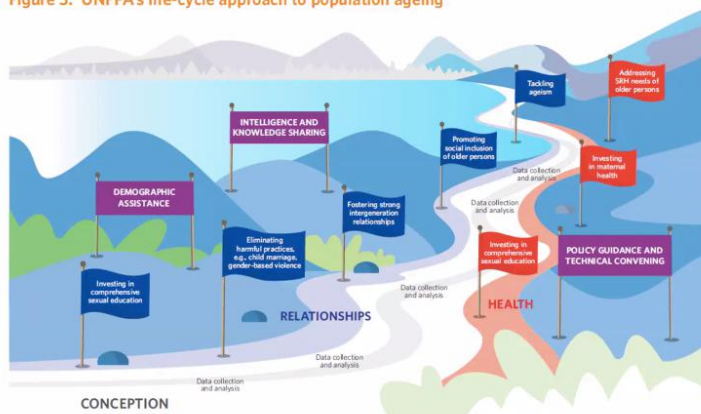 Figure 3: UNFPA's life-cycle approach to population ageing
Addressing
SRH needs of
older persons
Tackling
ageism
INTELLIGENCE AND
KNOWLEDGE SHARING
Promoting
social inclusion
of older persons
Investing
in maternal
health
Data collection
and analysis
DEMOGRAPHIC
ASSISTANCE
Fostering strong
intergeneration
relationships
Data collection
and analysis
Eliminating
harmful practices,
e.g., child marriage,
gender-based violence
Investing in
comprehensive
sexual education
POLICY GUIDANCE AND
TECHNICAL CONVENING
Investing in
comprehensive
sexual education
Data collection
and analysis
HEALTH
RELATIONSHIPS
Data collection
and analysis
Data collection
and analysis
CONCEPTION